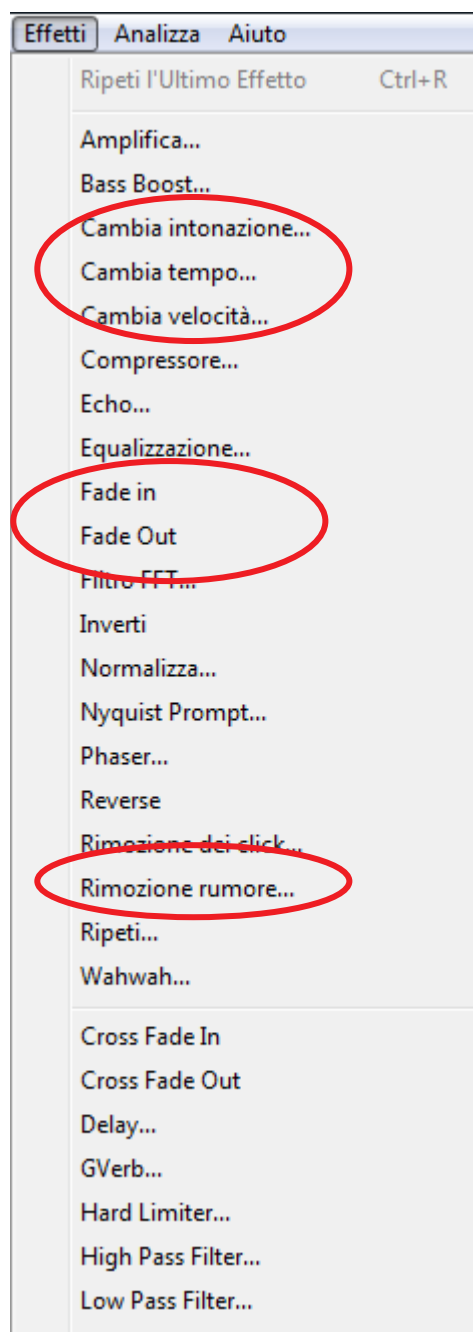 Effetti Analizza Aiuto
Ripeti l'Ultimo Effetto Ctrl+R
Amplifica...
Bass Boost...
Cambia intonazione...
Cambia tempo...
Cambia velocità...
Compressore...
Echo...
Equalizzazione...
Fade in
Fade Out
Filtro FFT...
Inverti
Normalizza...
Nyquist Prompt...
Phaser...
Reverse
Rimozione dei click...
Rimozione rumore...
Ripeti...
Wahwah...
Cross Fade In
Cross Fade Out
Delay...
GVerb...
Hard Limiter...
High Pass Filter...
Low Pass Filter...